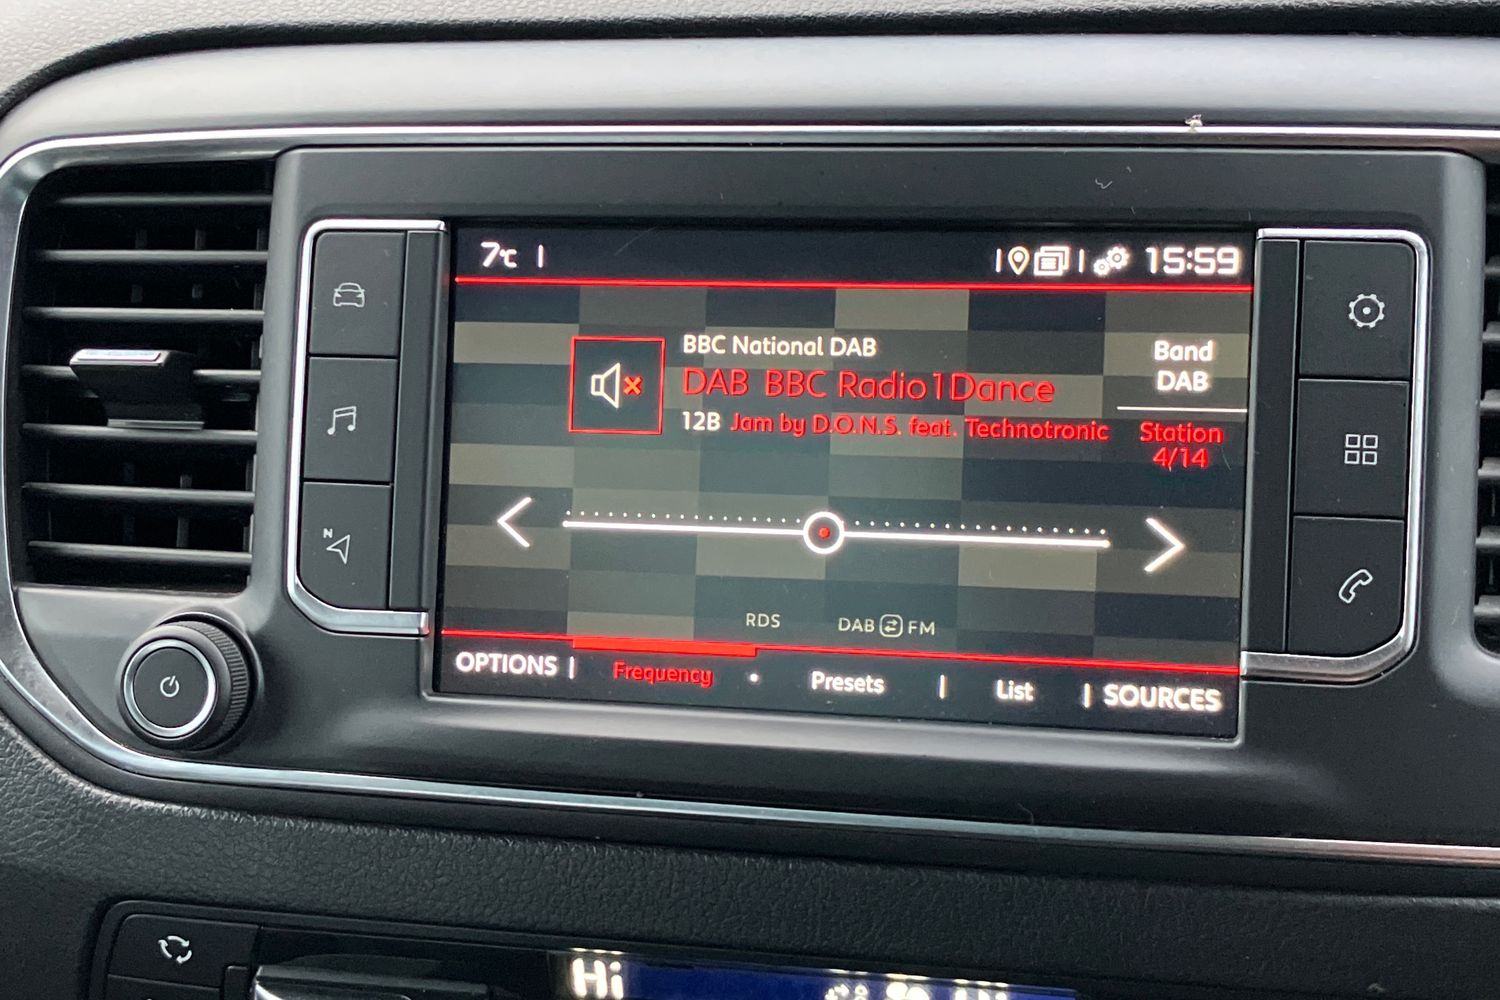 7°C
15:59
BBC National DAB
DAB BBC Radio1Dance
12B Jam by D.O.N.S. feat. Technotronic
Band
DAB
Station
4/14
N
RDS
DAB FM
OPTIONS | Frequency • Presets | List | SOURCES
Hi